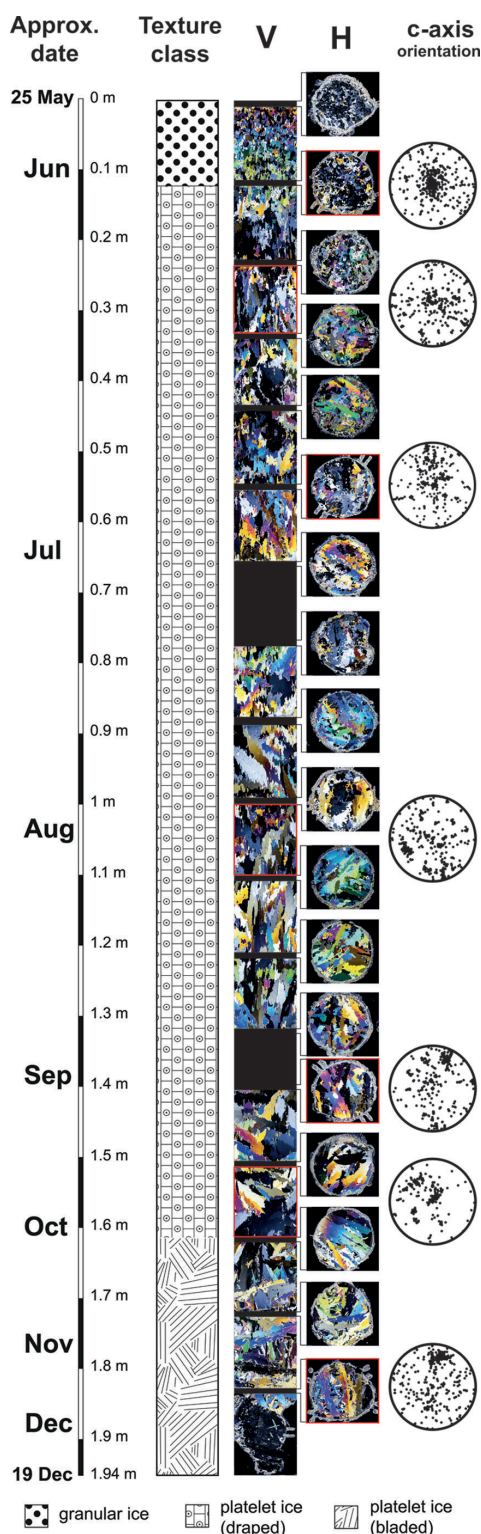 Approx.
date
Texture
class
V
H
c-axis
orientation
25 May
0 m
Jun
0.1 m
0.2 m
0.3 m
0.4 m
0.5 m
Jul
0.6 m
0.7 m
0.8 m
0.9 m
Aug
1 m
1.1 m
1.2 m
1.3 m
Sep
1.4 m
1.5 m
Oct
1.6 m
1.7 m
Nov
1.8 m
Dec
1.9 m
19 Dec
1.94 m
granular ice
platelet ice
(draped)
platelet ice
(bladed)